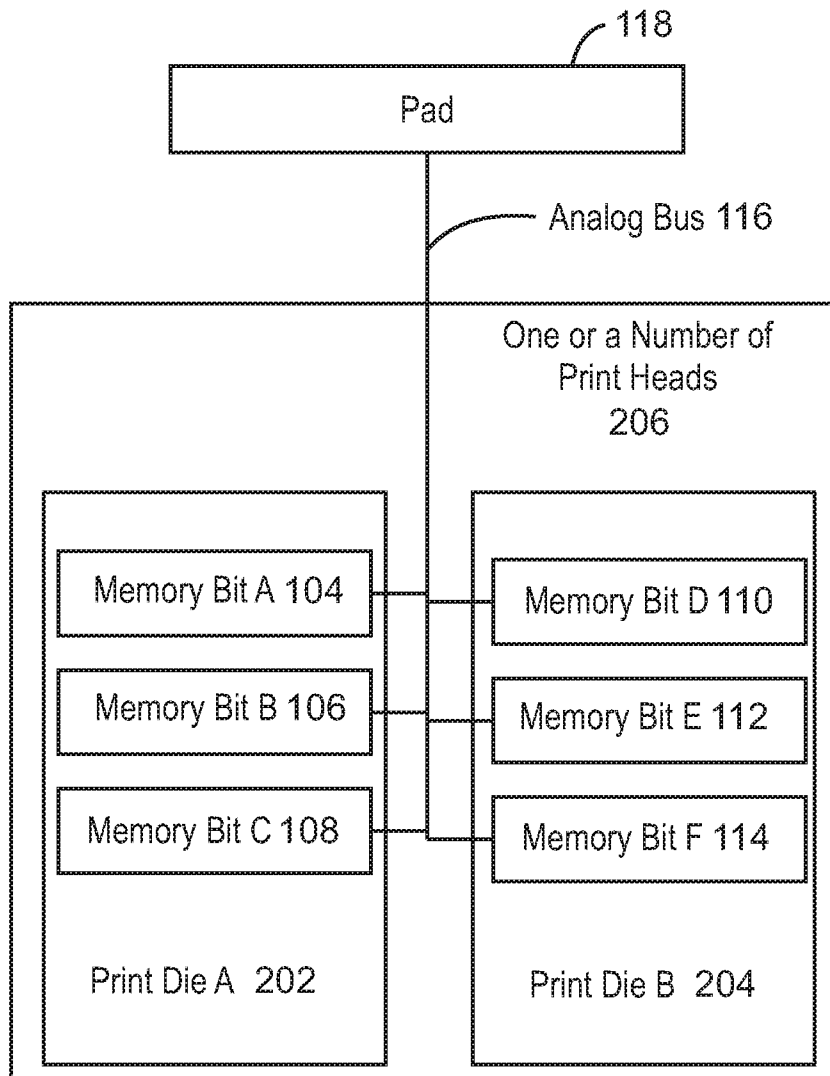 118
Pad
Analog Bus 116
One or a Number of
Print Heads
206
Memory Bit A 104
Memory Bit B 106
Memory Bit C 108
Print Die A 202
Memory Bit D 110
Memory Bit E 112
Memory Bit F 114
Print Die B 204